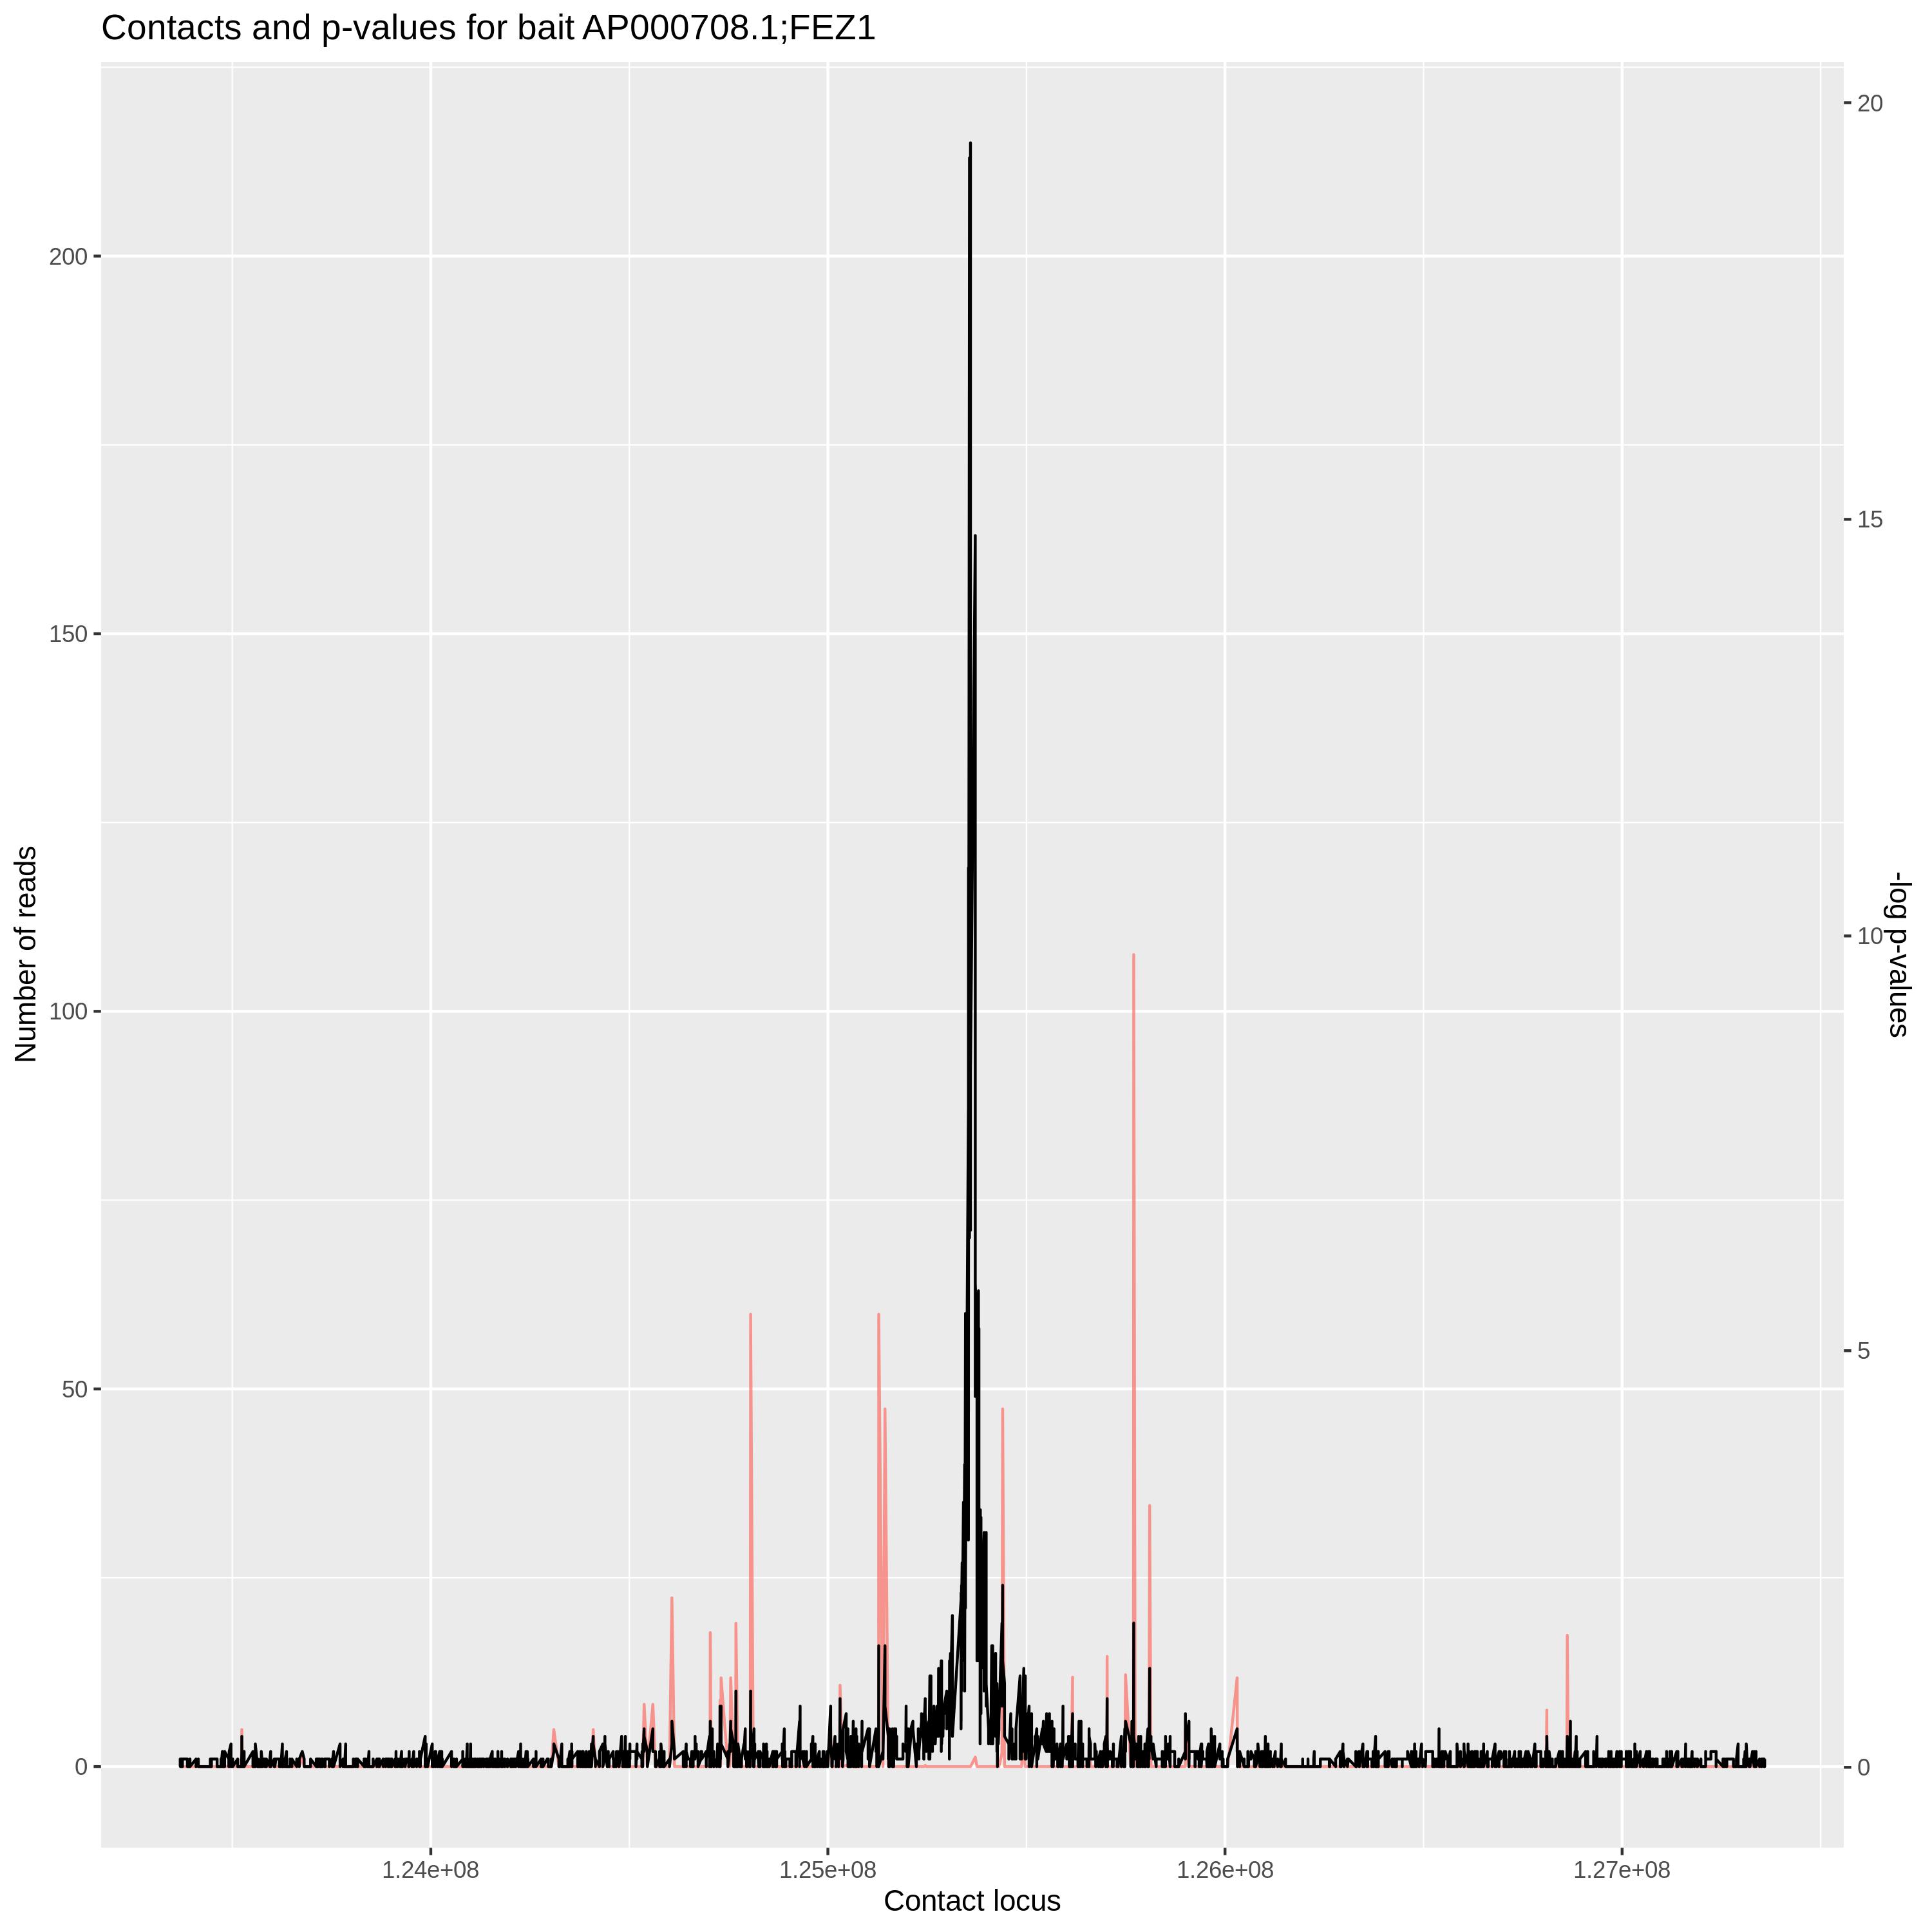 Contacts and p-values for bait AP000708.1;FEZ1
Number of reads
200
150
100
50
0
20
15
10
5
0
-log p-values
1.24e+08 1.25e+08 1.26e+08 1.27e+08
Contact locus